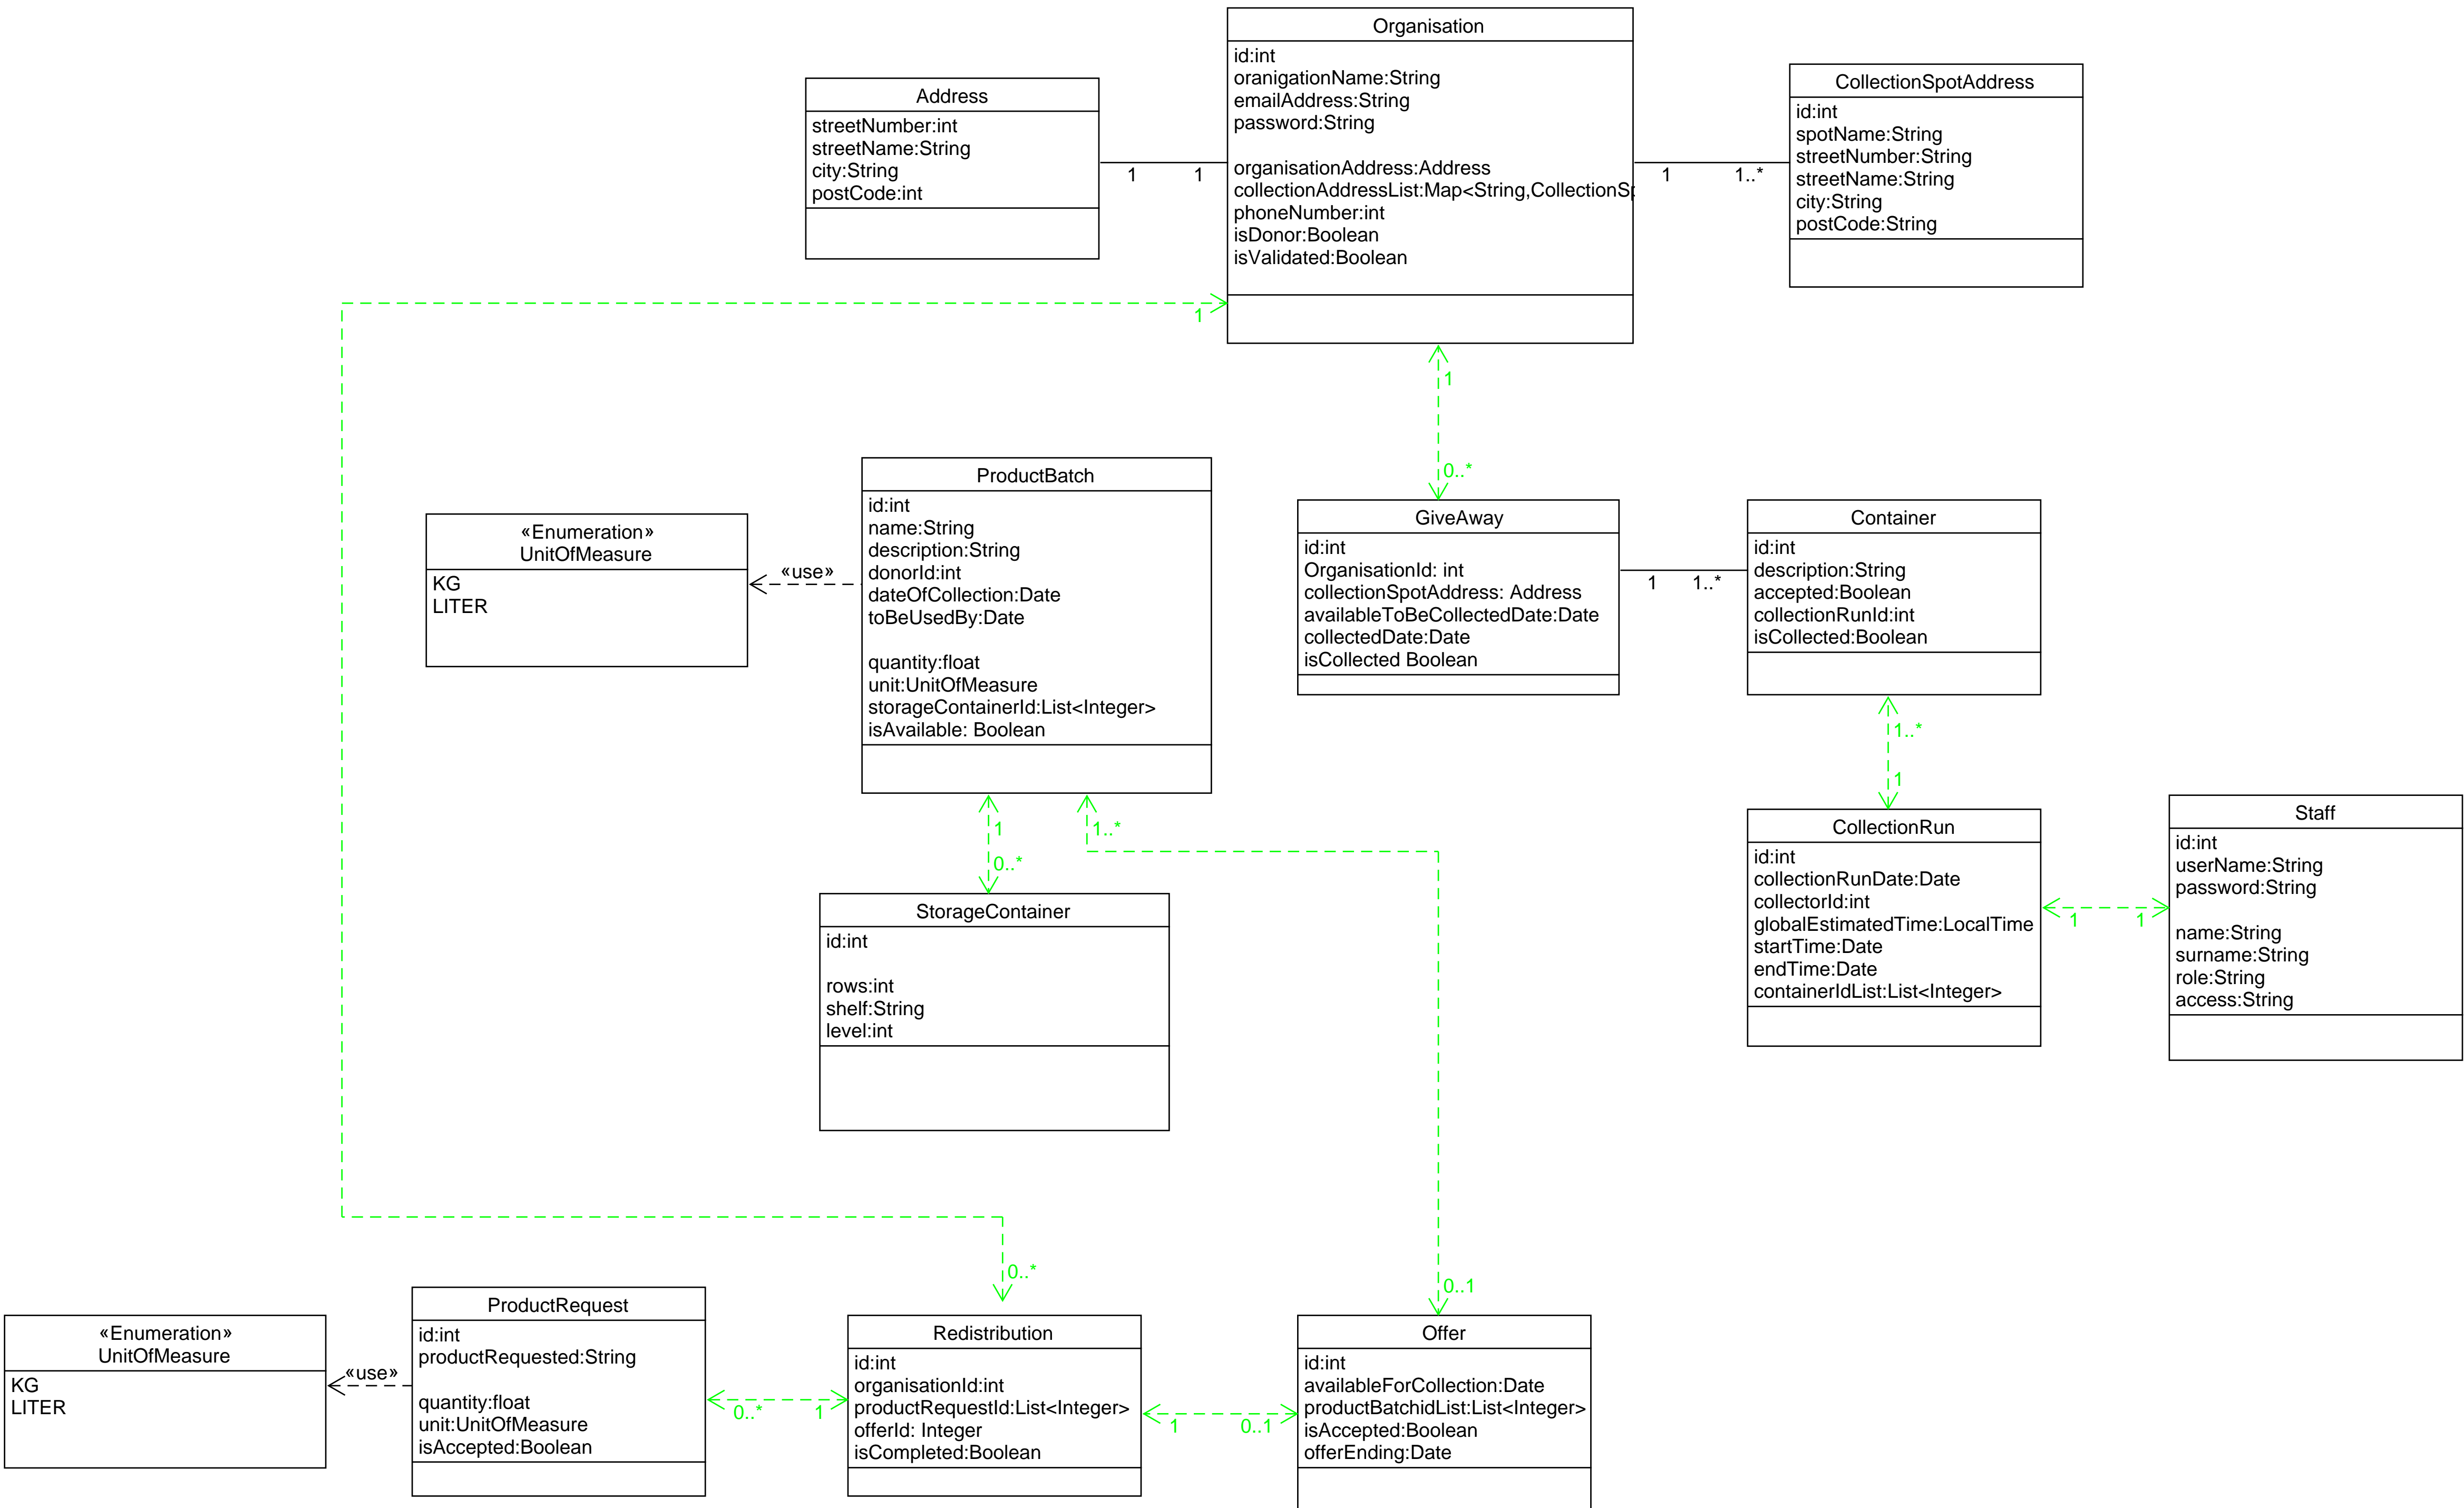 Organisation
id:int
oranigationName:String
emailAddress:String
password:String
organisationAddress:Address
collectionAddressList:Map<String,CollectionSp
phoneNumber:int
isDonor:Boolean
isValidated:Boolean
Address
streetNumber:int
streetName:String
city:String
postCode:int
1 1
CollectionSpotAddress
id:int
spotName:String
streetNumber:String
streetName:String
city:String
postCode:String
1 1..*
1
1
0..*
ProductBatch
id:int
name:String
description:String
donorId:int
dateOfCollection:Date
toBeUsedBy:Date
quantity:float
unit:UnitOfMeasure
storageContainerId:List<Integer>
isAvailable: Boolean
«Enumeration»
UnitOfMeasure
KG
LITER
«use»
GiveAway
id:int
OrganisationId: int
collectionSpotAddress: Address
availableToBeCollectedDate:Date
collectedDate:Date
isCollected Boolean
1 1..*
Container
id:int
description:String
accepted:Boolean
collectionRunId:int
isCollected:Boolean
1..*
1
CollectionRun
id:int
collectionRunDate:Date
collectorId:int
globalEstimatedTime:LocalTime
startTime:Date
endTime:Date
containerIdList:List<Integer>
1 1
Staff
id:int
userName:String
password:String
name:String
surname:String
role:String
access:String
1
0..*
1..*
StorageContainer
id:int
rows:int
shelf:String
level:int
0..*
0..1
«Enumeration»
UnitOfMeasure
KG
LITER
«use»
ProductRequest
id:int
productRequested:String
quantity:float
unit:UnitOfMeasure
isAccepted:Boolean
0..* 1
Redistribution
id:int
organisationId:int
productRequestId:List<Integer>
offerId: Integer
isCompleted:Boolean
1 0..1
Offer
id:int
availableForCollection:Date
productBatchidList:List<Integer>
isAccepted:Boolean
offerEnding:Date